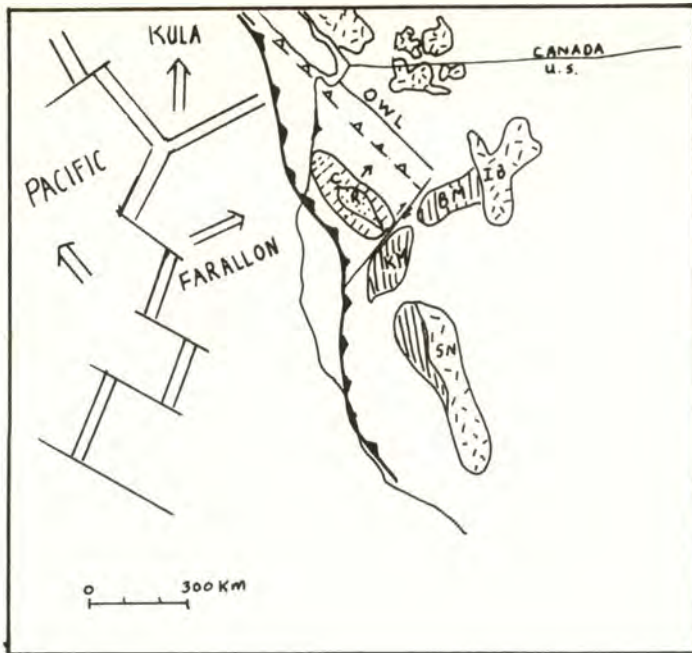 KULA
CANADA
U.S.
OWL
PACIFIC
IB
BM
FARALLON
KM
SN
0 300 KM